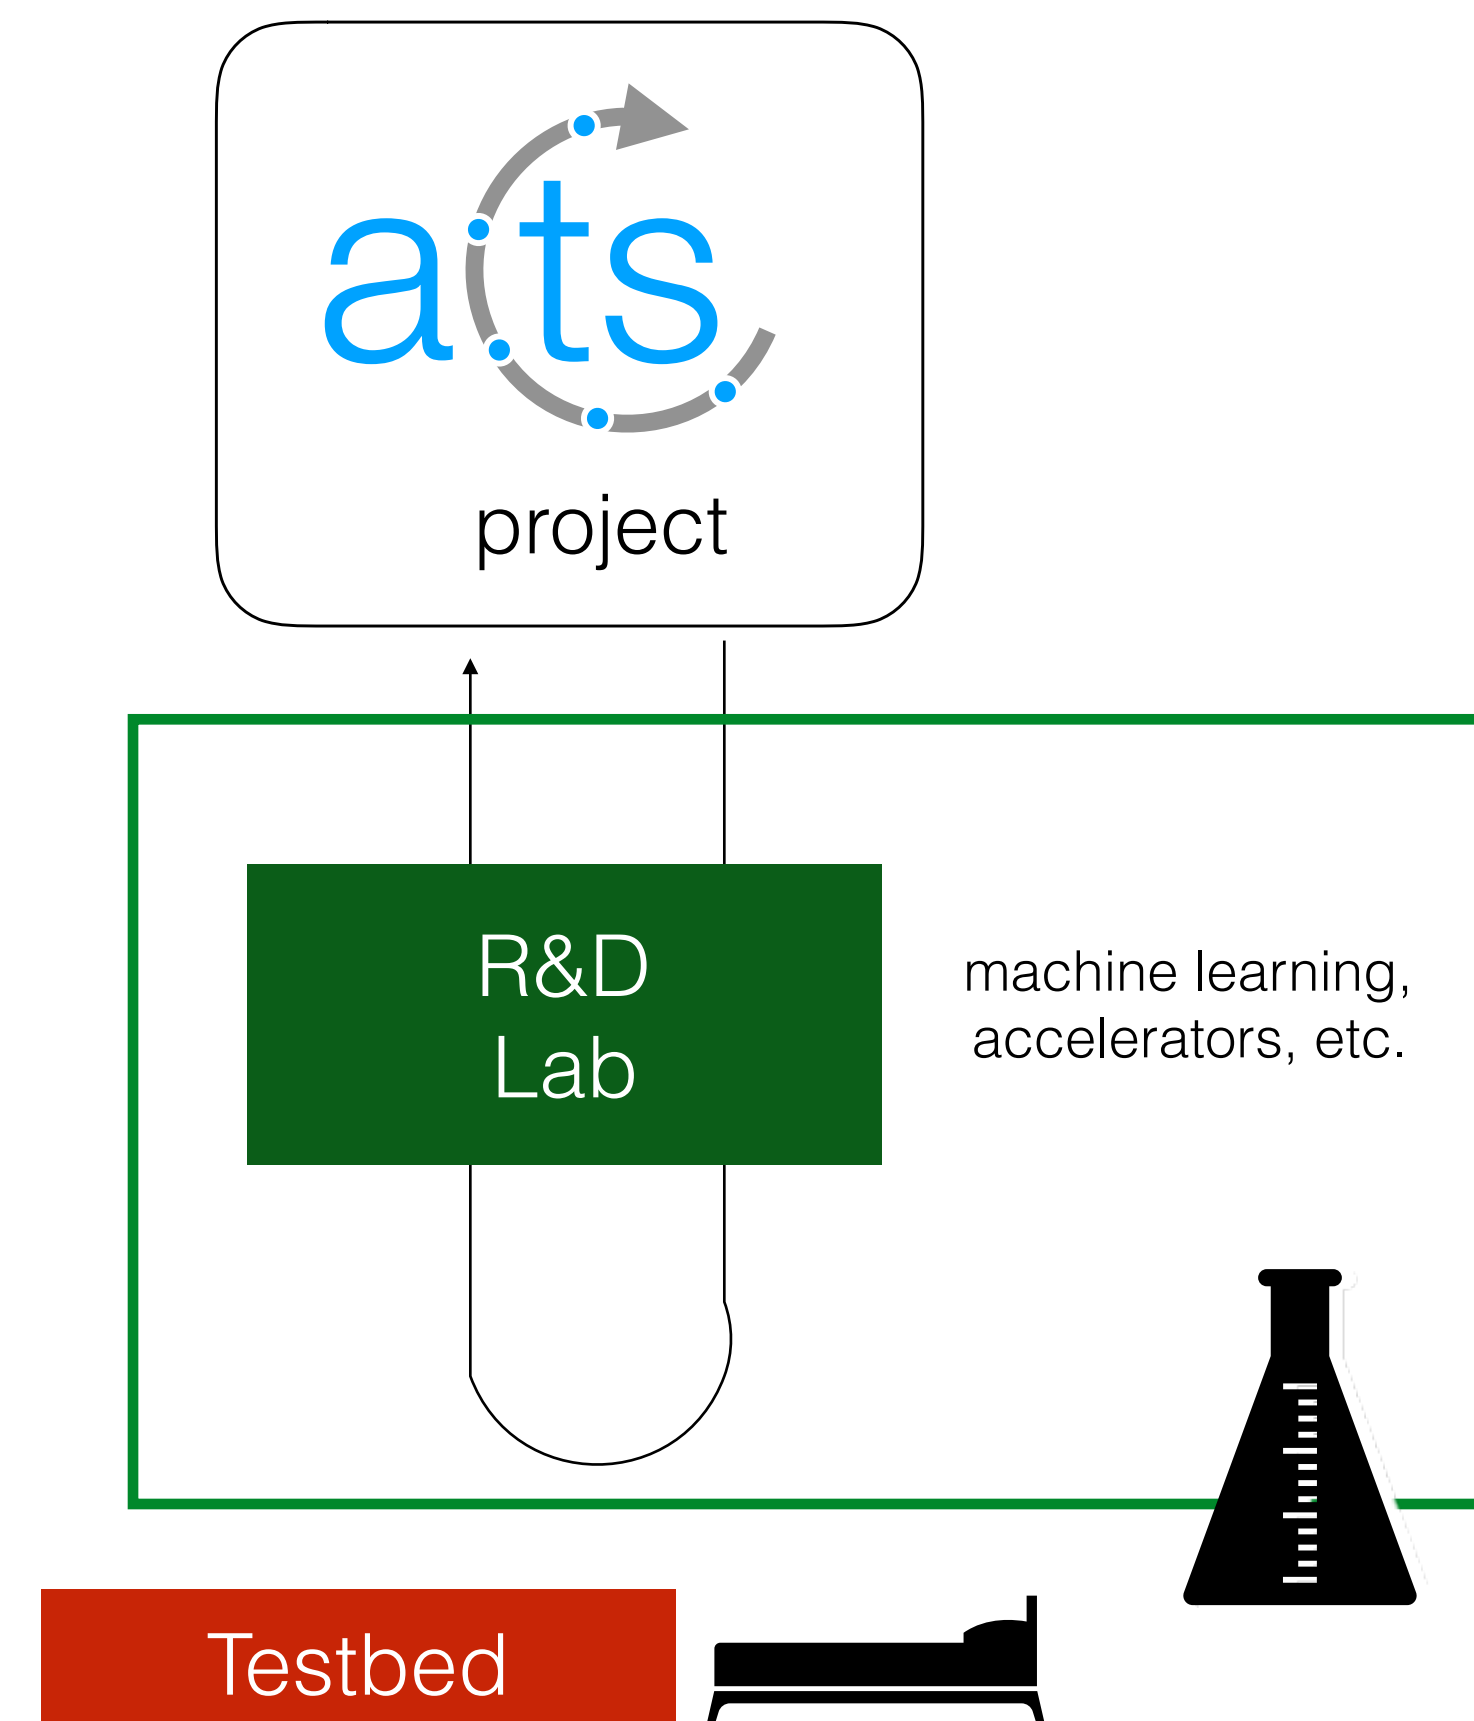 acts
project
R&D
Lab
machine learning,
accelerators, etc.
Testbed